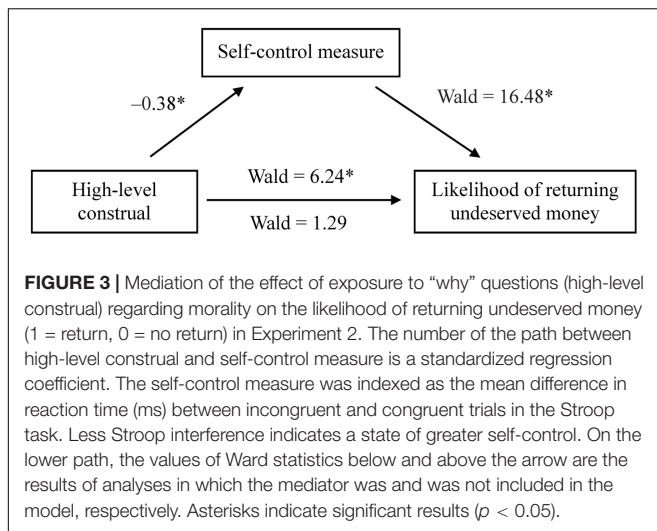 Self-control measure
–0.38*
Wald = 16.48*
High-level
construal
Wald = 6.24*
Wald = 1.29
Likelihood of returning
undeserved money
FIGURE 3 | Mediation of the effect of exposure to “why” questions (high-level
construal) regarding morality on the likelihood of returning undeserved money
(1 = return, 0 = no return) in Experiment 2. The number of the path between
high-level construal and self-control measure is a standardized regression
coefficient. The self-control measure was indexed as the mean difference in
reaction time (ms) between incongruent and congruent trials in the Stroop
task. Less Stroop interference indicates a state of greater self-control. On the
lower path, the values of Ward statistics below and above the arrow are the
results of analyses in which the mediator was and was not included in the
model, respectively. Asterisks indicate significant results (p < 0.05).